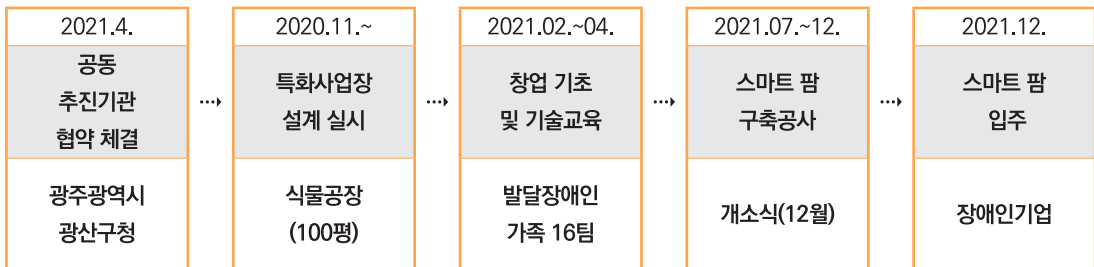 2021.4.
공동
추진기관
협약 체결
광주광역시
광산구청
2020.11.~
특화사업장
설계 실시
식물공장
(100평)
2021.02.~04.
창업 기초
및 기술교육
발달장애인
가족 16팀
2021.07.~12.
스마트 팜
구축공사
개소식(12월)
2021.12.
스마트 팜
입주
장애인기업